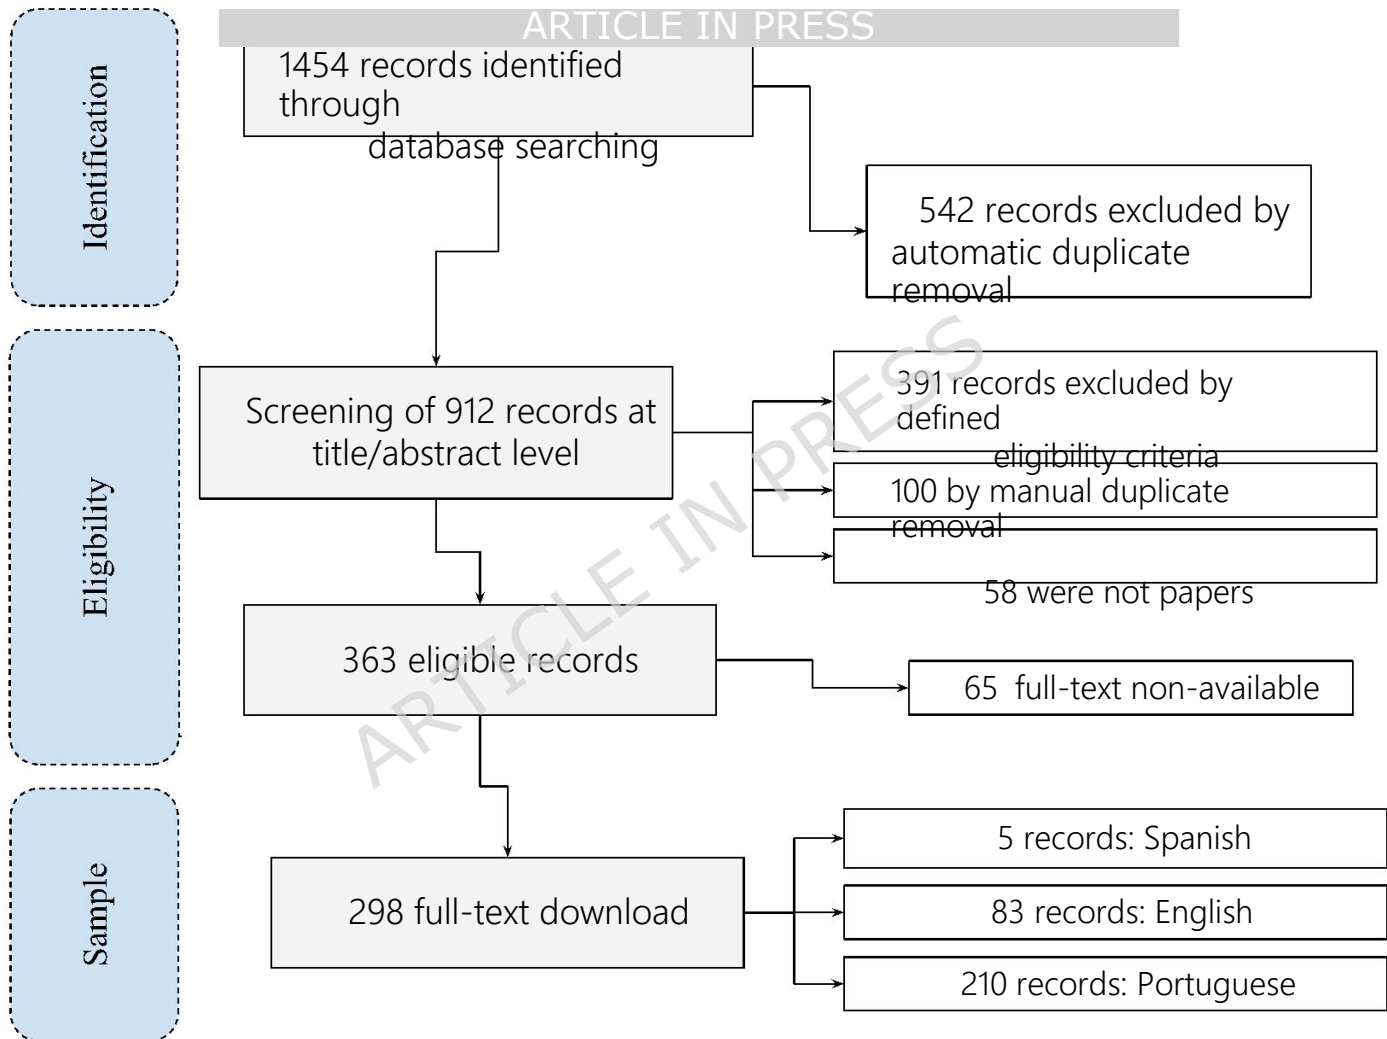 ARTICLE IN PRESS
Identification
1454 records identified
through
database searching
542 records excluded by
automatic duplicate
removal
Eligibility
Screening of 912 records at
title/abstract level
391 records excluded by
defined
eligibility criteria
100 by manual duplicate
removal
58 were not papers
363 eligible records
65 full-text non-available
ARTICLE IN PRESS
Sample
298 full-text download
5 records: Spanish
83 records: English
210 records: Portuguese